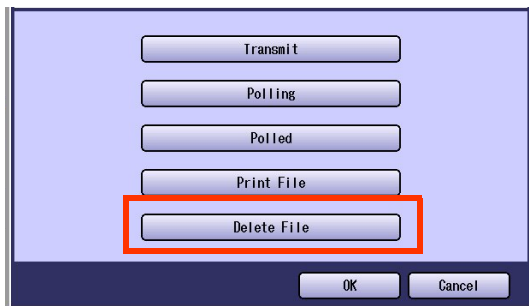 Transmit
Polling
Polled
Print File
Delete File
OK Cancel